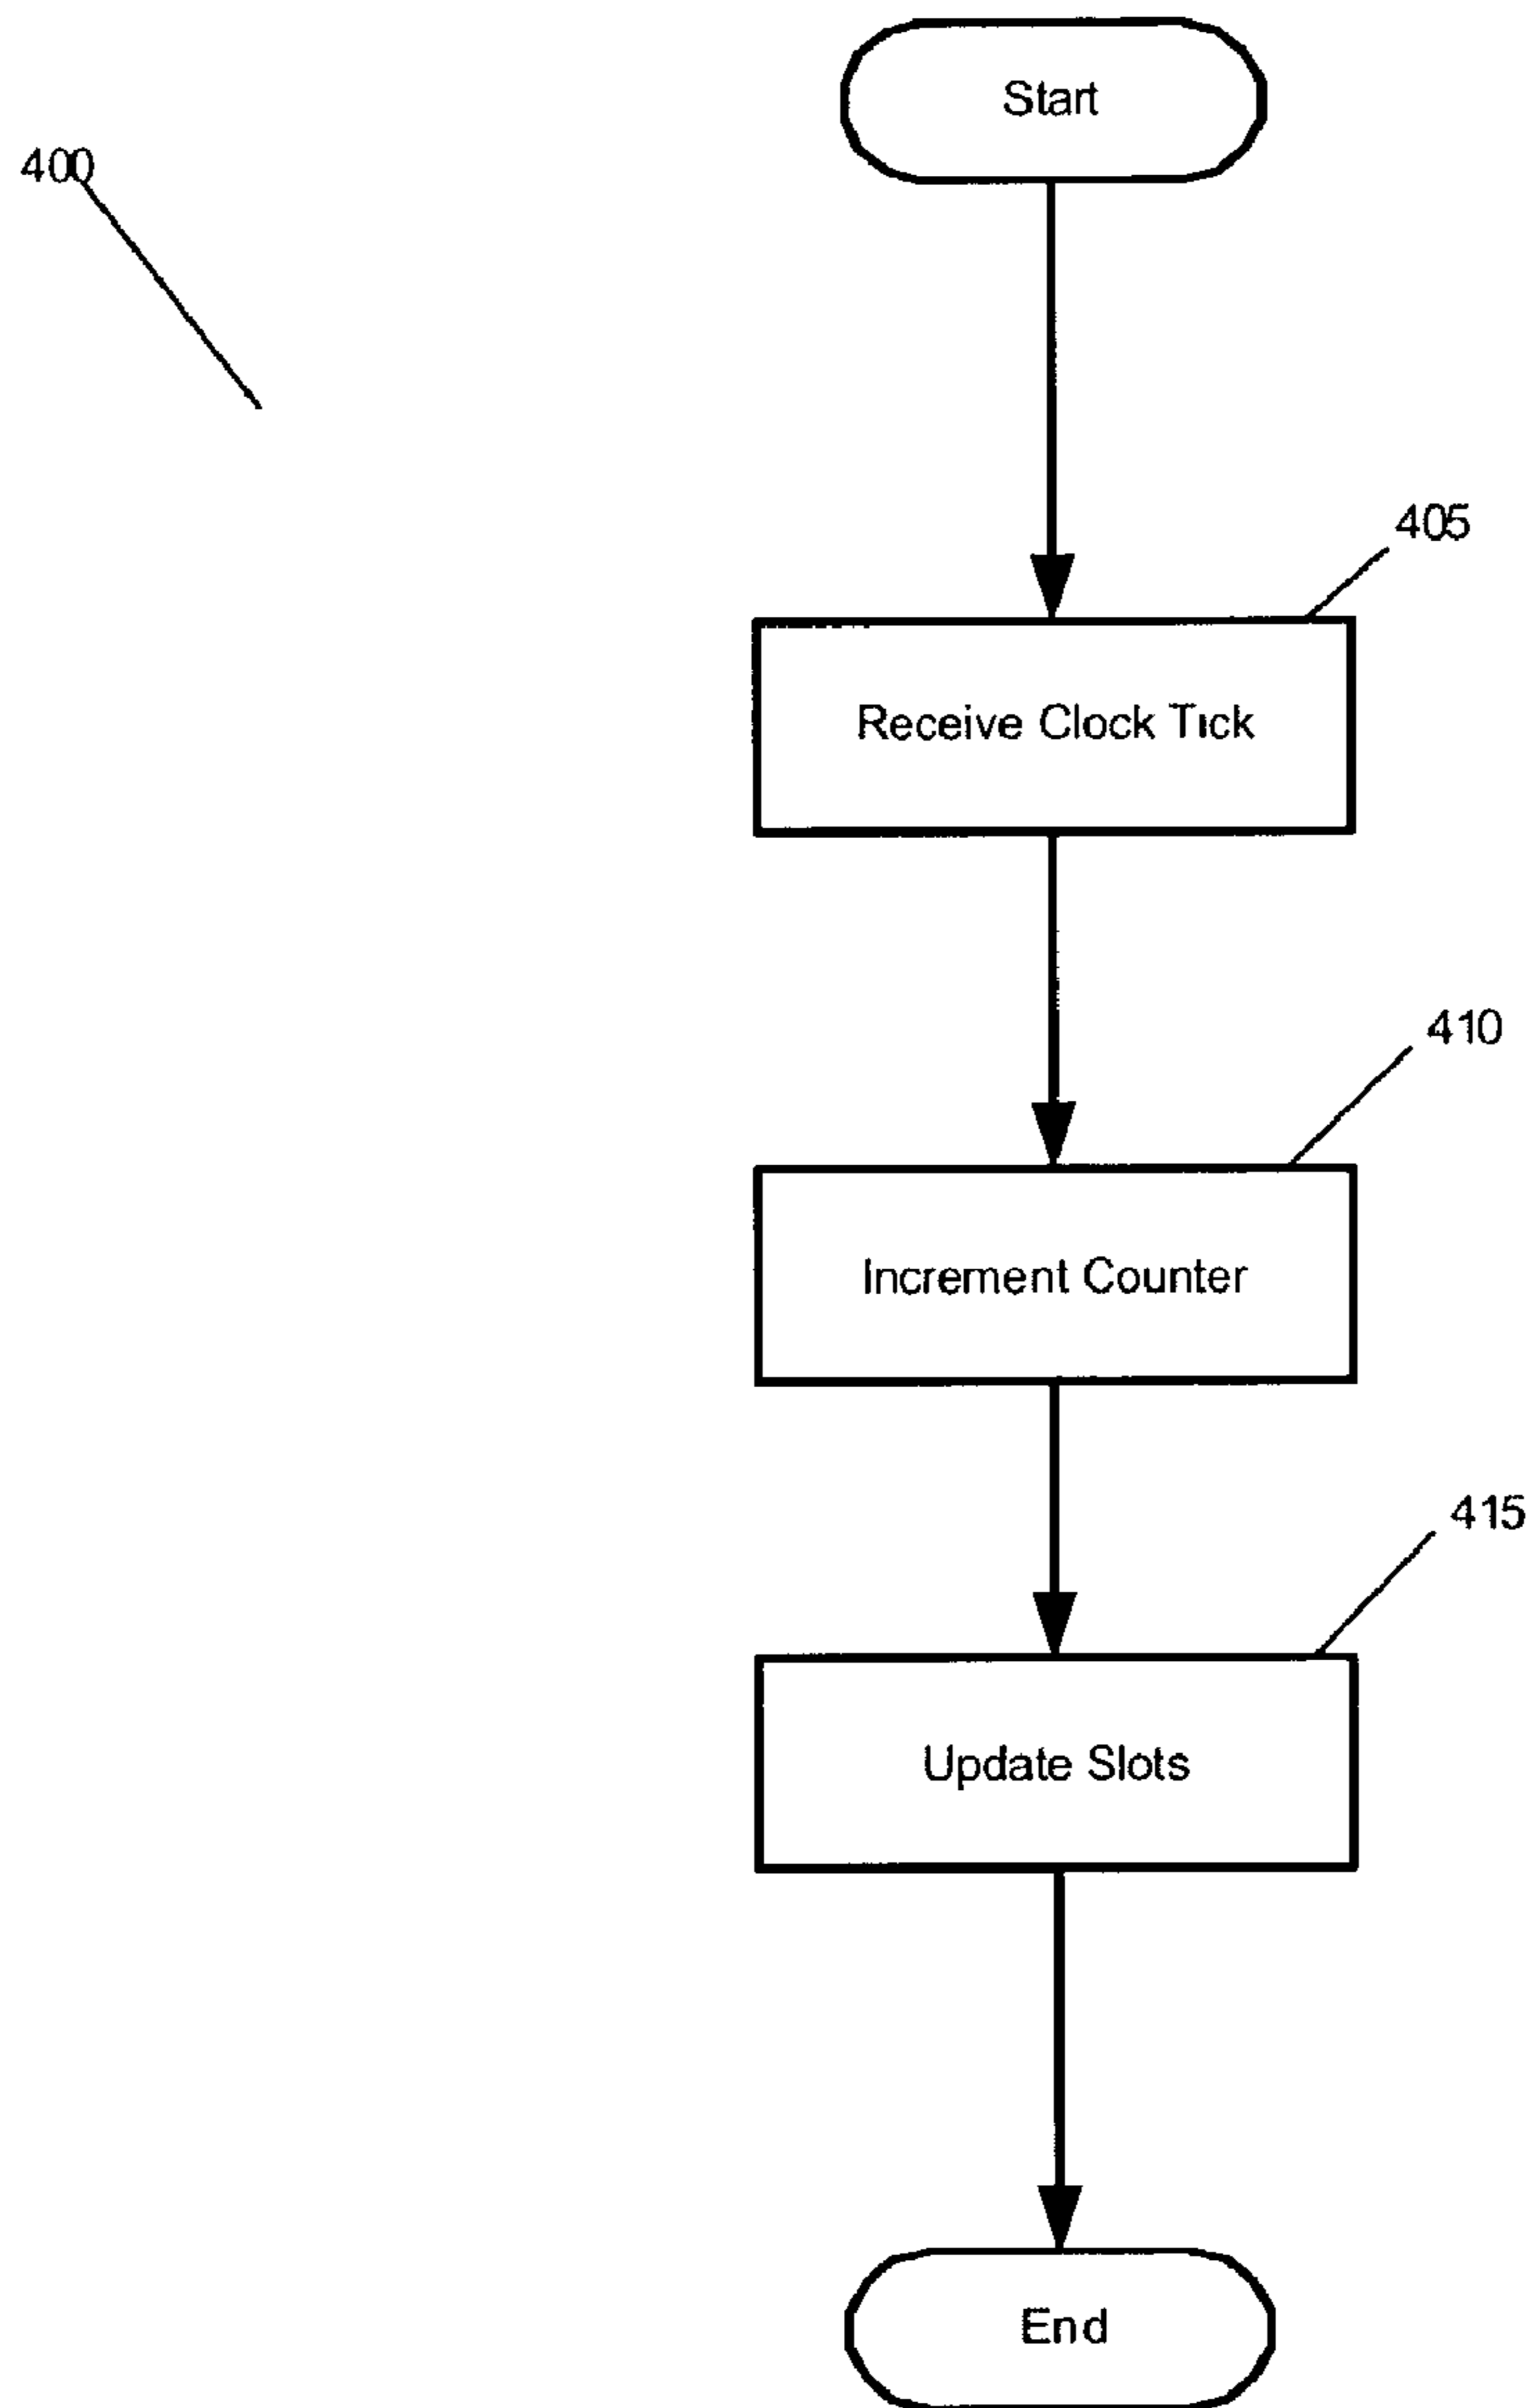 Start
400
405
Receive Clock Tick
410
Increment Counter
415
Update Slots
End